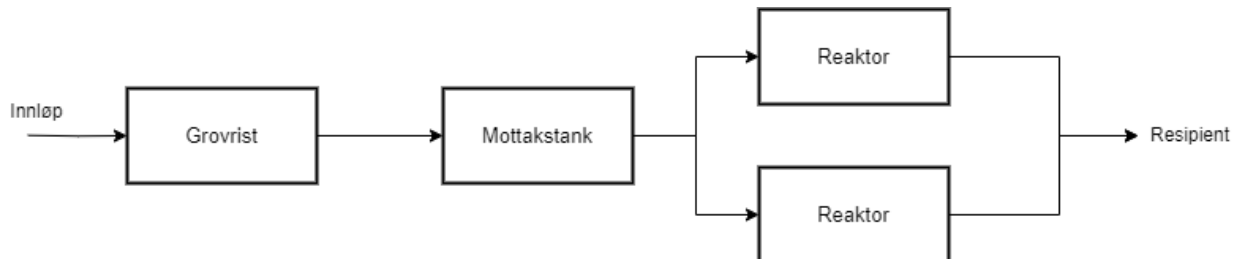 Innløp
Grovrist
Mottakstank
Reaktor
Reaktor
Resipient